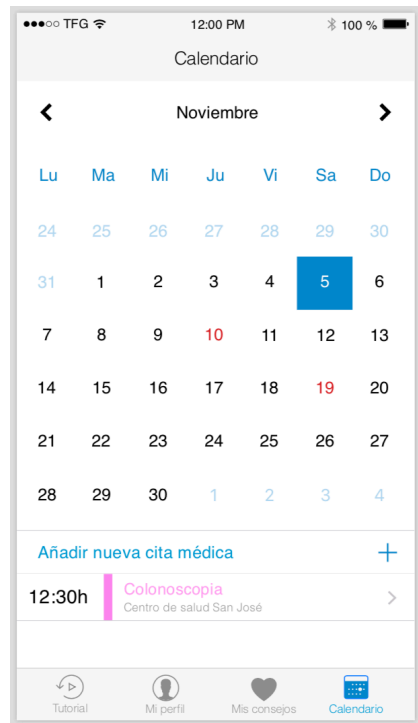 TFG 12:00 PM 100 %
Calendario
Noviembre
Lu Ma Mi Ju Vi Sa Do
24 25 26 27 28 29 30
31 1 2 3 4 5 6
7 8 9 10 11 12 13
14 15 16 17 18 19 20
21 22 23 24 25 26 27
28 29 30 1 2 3 4
Añadir nueva cita médica
12:30h Colonoscopia
Centro de salud San José
Tutorial Mi perfil Mis consejos Calendario